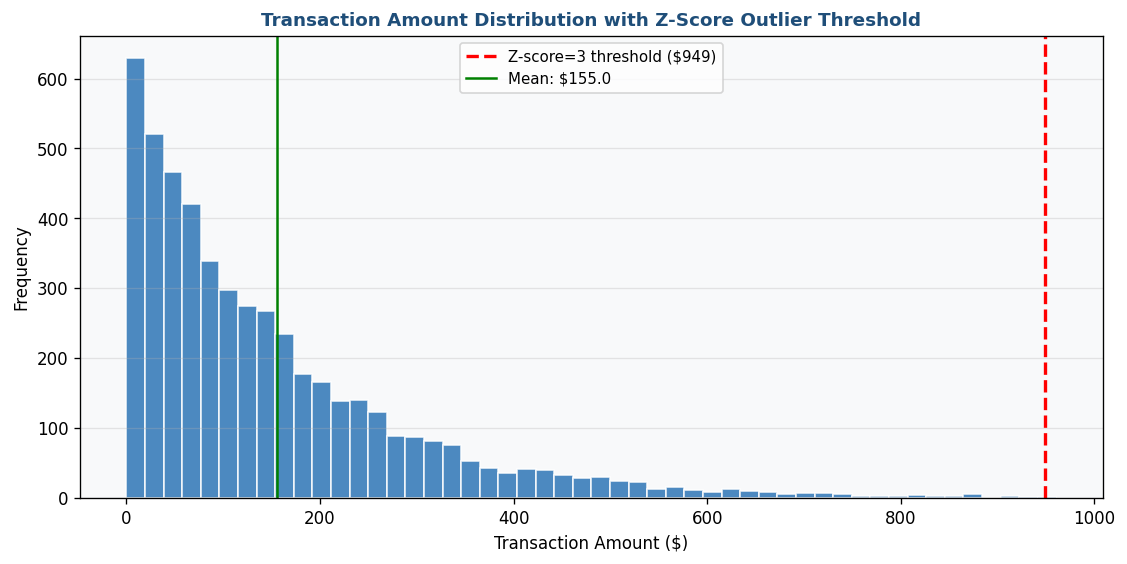 Transaction Amount Distribution with Z-Score Outlier Threshold
Z-score=3 threshold ($949)
Mean: $155.0
Frequency
600
500
400
300
200
100
0
0 200 400 600 800 1000
Transaction Amount ($)